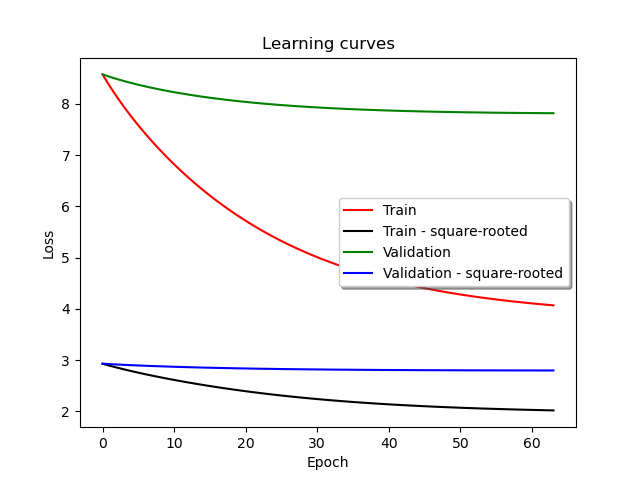 Learning curves
Loss
8
7
6
5
4
3
2
Train
Train - square-rooted
Validation
Validation - square-rooted
0 10 20 30 40 50 60
Epoch